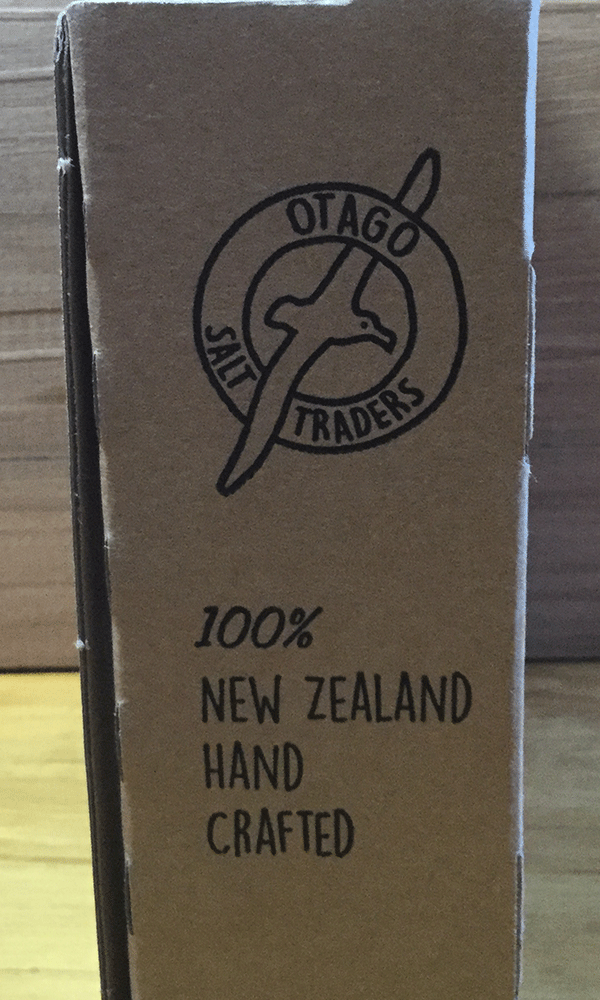 OTAGO
SALT TRADERS
100%
NEW ZEALAND
HAND
CRAFTED